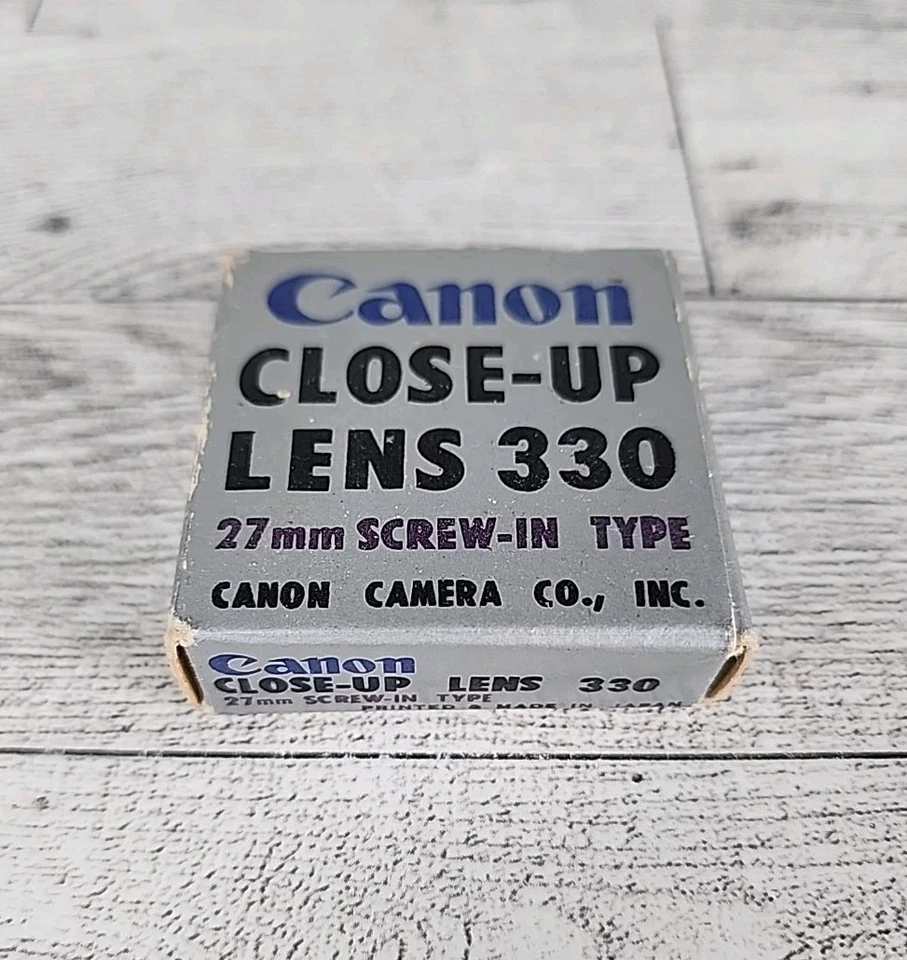 Canon
CLOSE-UP
LENS 330
27mm SCREW-IN TYPE
CANON CAMERA CO., INC.
Canon
CLOSE-UP LENS 330
27mm SCREW-IN TYPE
PRINTED & MADE IN JAPAN